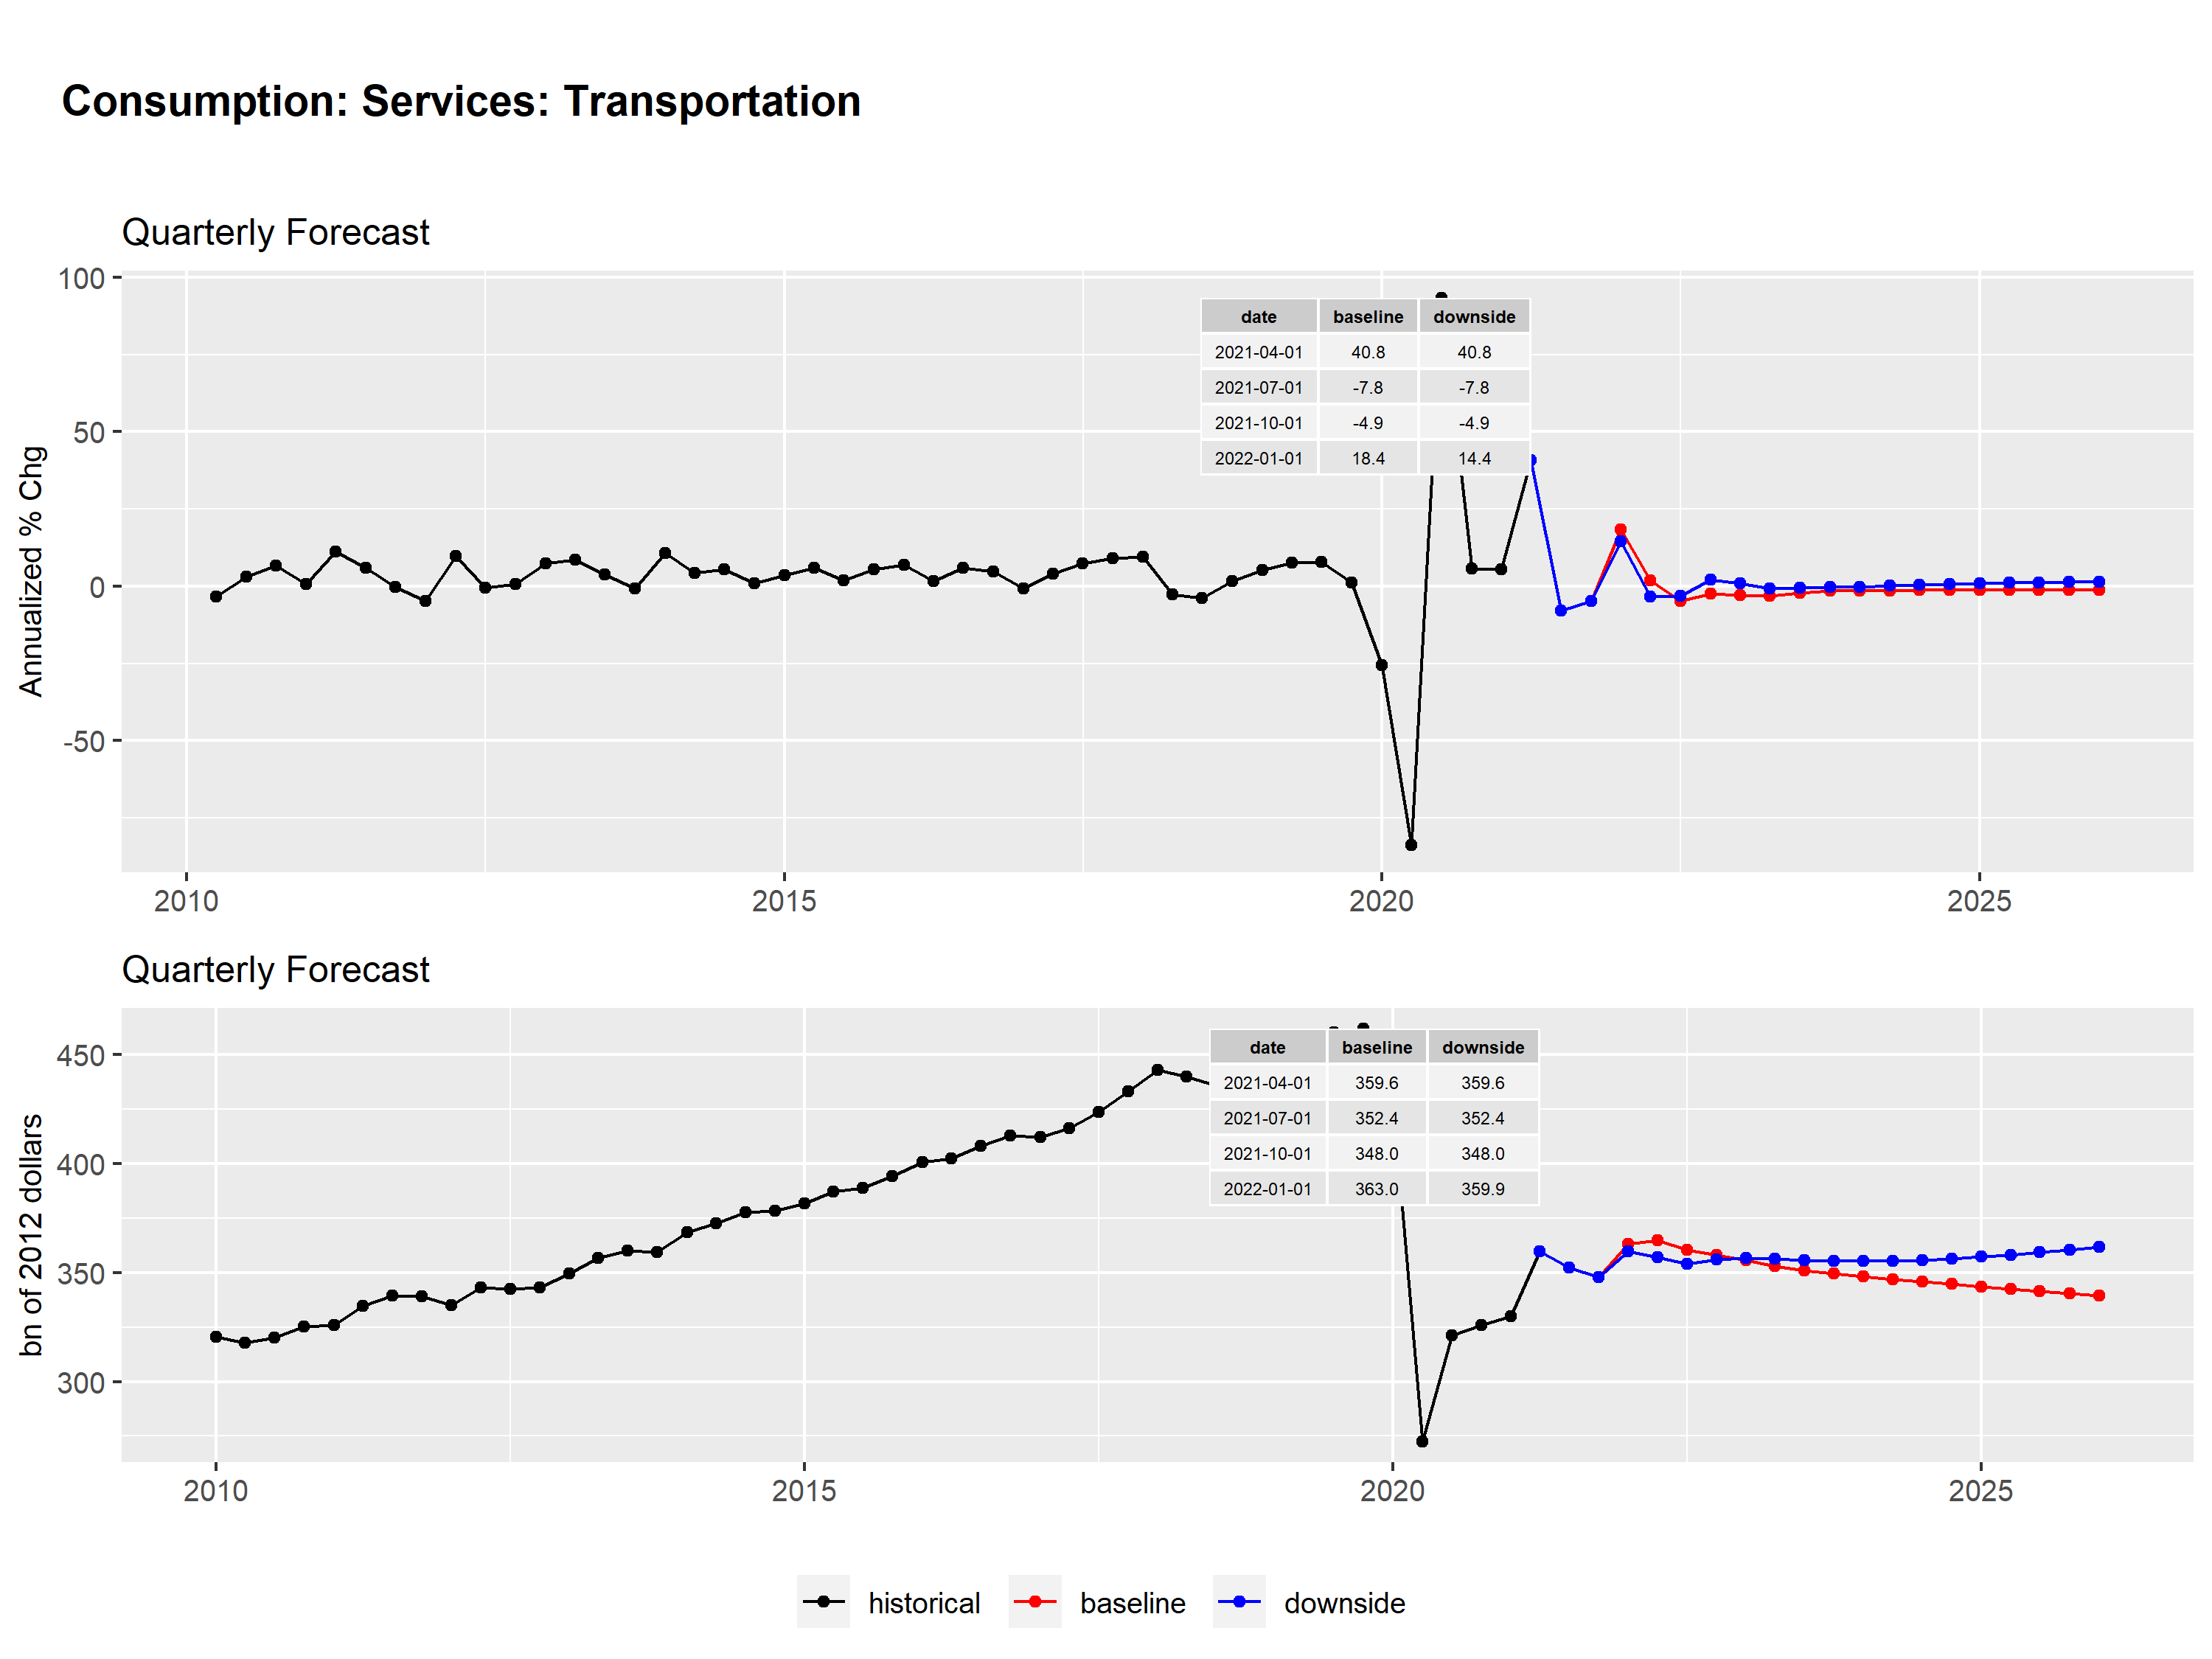 Consumption: Services: Transportation
Quarterly Forecast
Annualized % Chg
100
50
0
-50
date baseline downside
2021-04-01 40.8 40.8
2021-07-01 -7.8 -7.8
2021-10-01 -4.9 -4.9
2022-01-01 18.4 14.4
2010 2015 2020 2025
Quarterly Forecast
bn of 2012 dollars
450
400
350
300
date baseline downside
2021-04-01 359.6 359.6
2021-07-01 352.4 352.4
2021-10-01 348.0 348.0
2022-01-01 363.0 359.9
2010 2015 2020 2025
historical baseline downside